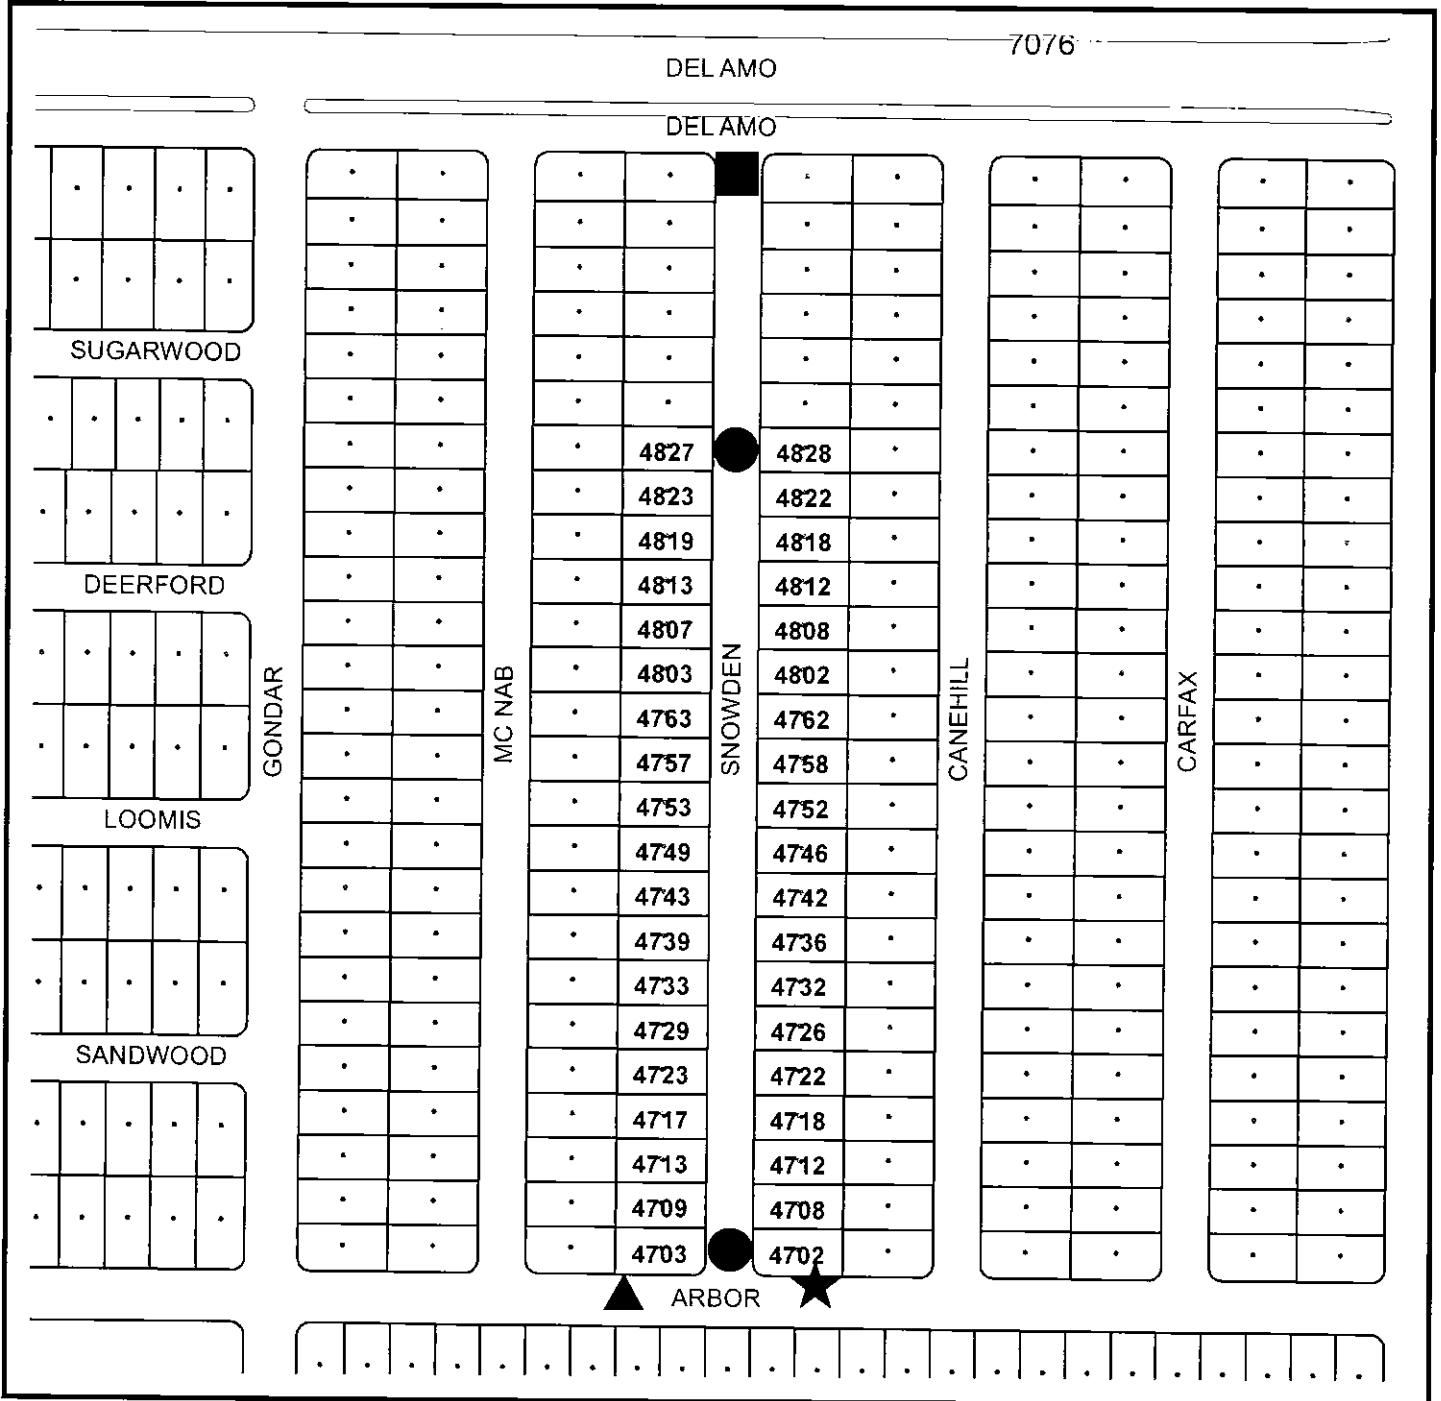 7076
DEL AMO
DEL AMO
SUGARWOOD
4827 4828
4823 4822
4819 4818
DEERFORD
4813 4812
4807 4808
4803 4802
GONDAR
MC NAB
SNOWDEN
CANEHILL
CARFAX
4763 4762
4757 4758
4753 4752
LOOMIS
4749 4746
4743 4742
4739 4736
4733 4732
4729 4726
SANDWOOD
4723 4722
4717 4718
4713 4712
4709 4708
4703 4702
ARBOR